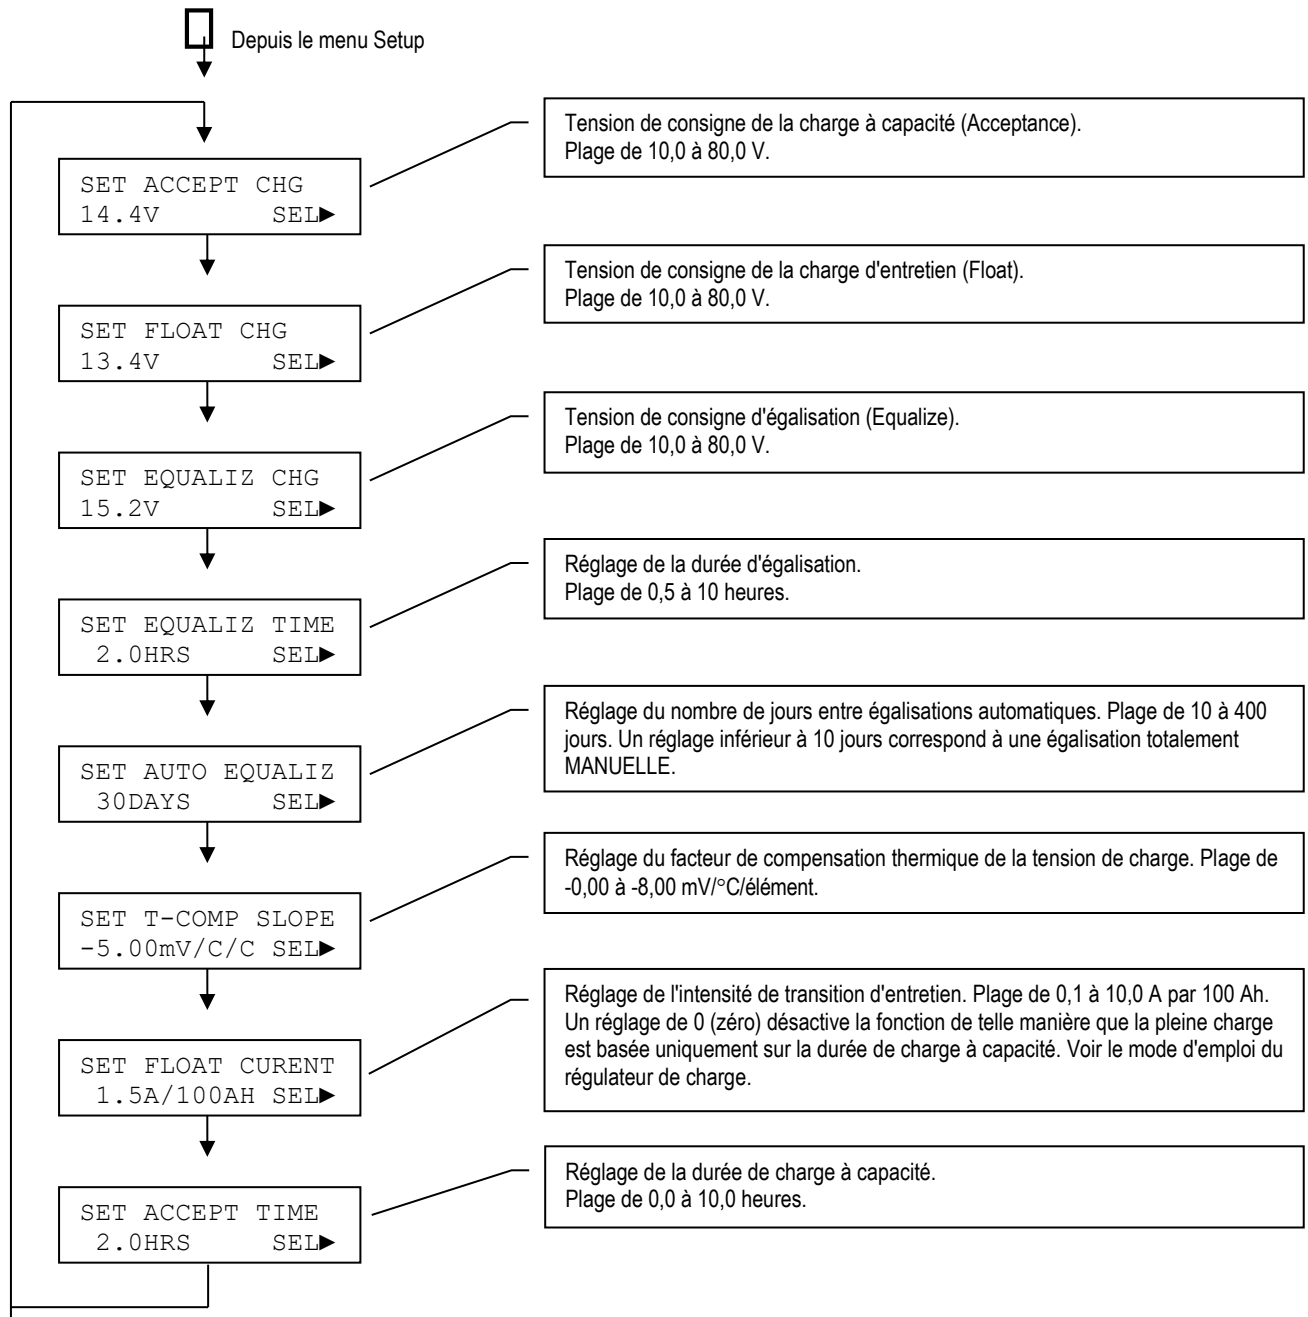 Depuis le menu Setup
SET ACCEPT CHG
14.4V SEL►
Tension de consigne de la charge à capacité (Acceptance).
Plage de 10,0 à 80,0 V.
SET FLOAT CHG
13.4V SEL►
Tension de consigne de la charge d'entretien (Float).
Plage de 10,0 à 80,0 V.
SET EQUALIZ CHG
15.2V SEL►
Tension de consigne d'égalisation (Equalize).
Plage de 10,0 à 80,0 V.
SET EQUALIZ TIME
2.0HRS SEL►
Réglage de la durée d'égalisation.
Plage de 0,5 à 10 heures.
SET AUTO EQUALIZ
30DAYS SEL►
Réglage du nombre de jours entre égalisations automatiques. Plage de 10 à 400
jours. Un réglage inférieur à 10 jours correspond à une égalisation totalement
MANUELLE.
SET T-COMP SLOPE
-5.00mV/C/C SEL►
Réglage du facteur de compensation thermique de la tension de charge. Plage de
-0,00 à -8,00 mV/°C/élément.
SET FLOAT CURENT
1.5A/100AH SEL►
Réglage de l'intensité de transition d'entretien. Plage de 0,1 à 10,0 A par 100 Ah.
Un réglage de 0 (zéro) désactive la fonction de telle manière que la pleine charge
est basée uniquement sur la durée de charge à capacité. Voir le mode d'emploi du
régulateur de charge.
SET ACCEPT TIME
2.0HRS SEL►
Réglage de la durée de charge à capacité.
Plage de 0,0 à 10,0 heures.